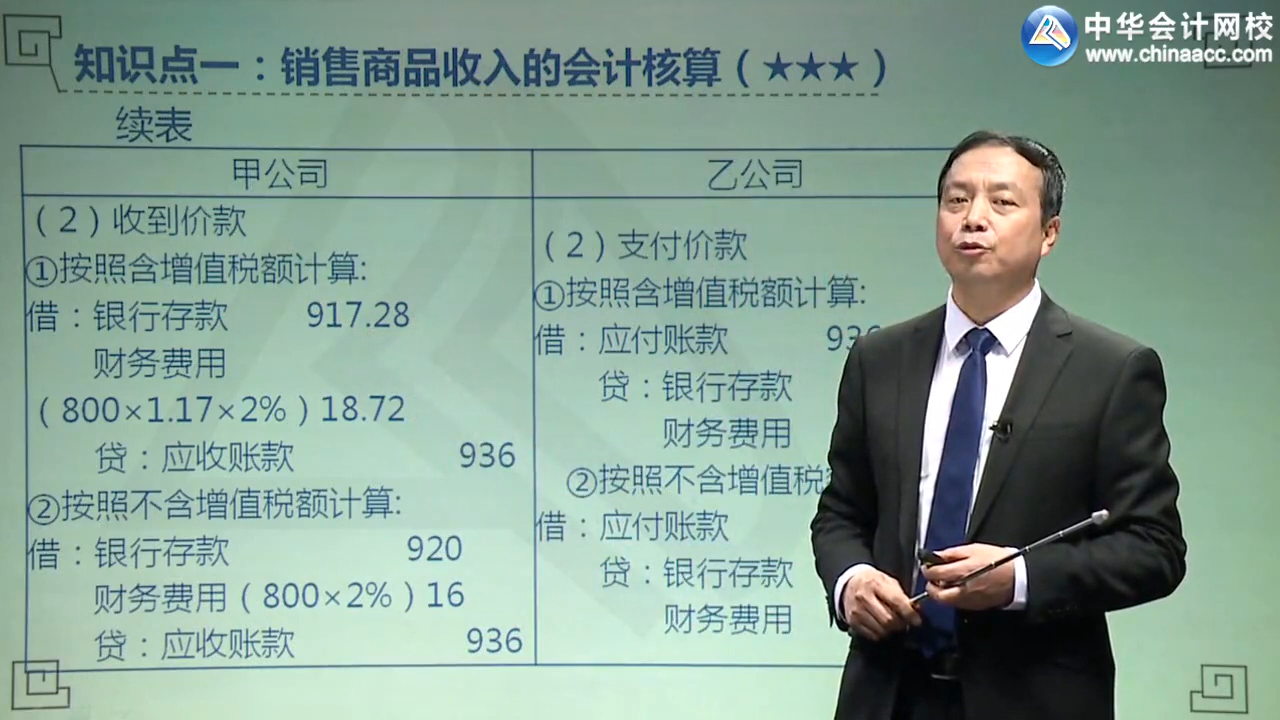 中华会计网校
www.chinaacc.com
知识点一：销售商品收入的会计核算（★★★）
续表
甲公司
（2）收到价款
①按照含增值税额计算:
借：银行存款 917.28
财务费用
（800×1.17×2%）18.72
贷：应收账款 936
②按照不含增值税额计算:
借：银行存款 920
财务费用（800×2%）16
贷：应收账款 936
乙公司
（2）支付价款
①按照含增值税额计算:
借：应付账款 936
贷：银行存款
财务费用
②按照不含增值税
借：应付账款
贷：银行存款
财务费用